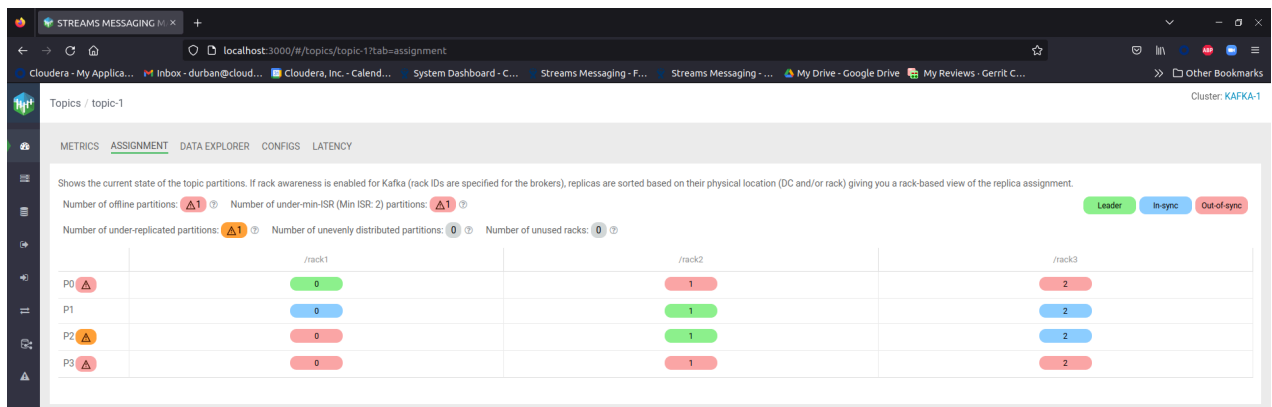 STREAMS MESSAGING M
localhost:3000/#/topics/topic-1?tab=assignment
Cloudera - My Applica… Inbox - durban@cloud… Cloudera, Inc. - Calend… System Dashboard - C… Streams Messaging - F… Streams Messaging - … My Drive - Google Drive My Reviews · Gerrit C… Other Bookmarks
Topics / topic-1 Cluster: KAFKA-1
METRICS ASSIGNMENT DATA EXPLORER CONFIGS LATENCY
Shows the current state of the topic partitions. If rack awareness is enabled for Kafka (rack IDs are specified for the brokers), replicas are sorted based on their physical location (DC and/or rack) giving you a rack-based view of the replica assignment.
Number of offline partitions: 1 Number of under-min-ISR (Min ISR: 2) partitions: 1 Leader In-sync Out-of-sync
Number of under-replicated partitions: 1 Number of unevenly distributed partitions: 0 Number of unused racks: 0
/rack1 /rack2 /rack3
P0 0 1 2
P1 0 1 2
P2 0 1 2
P3 0 1 2